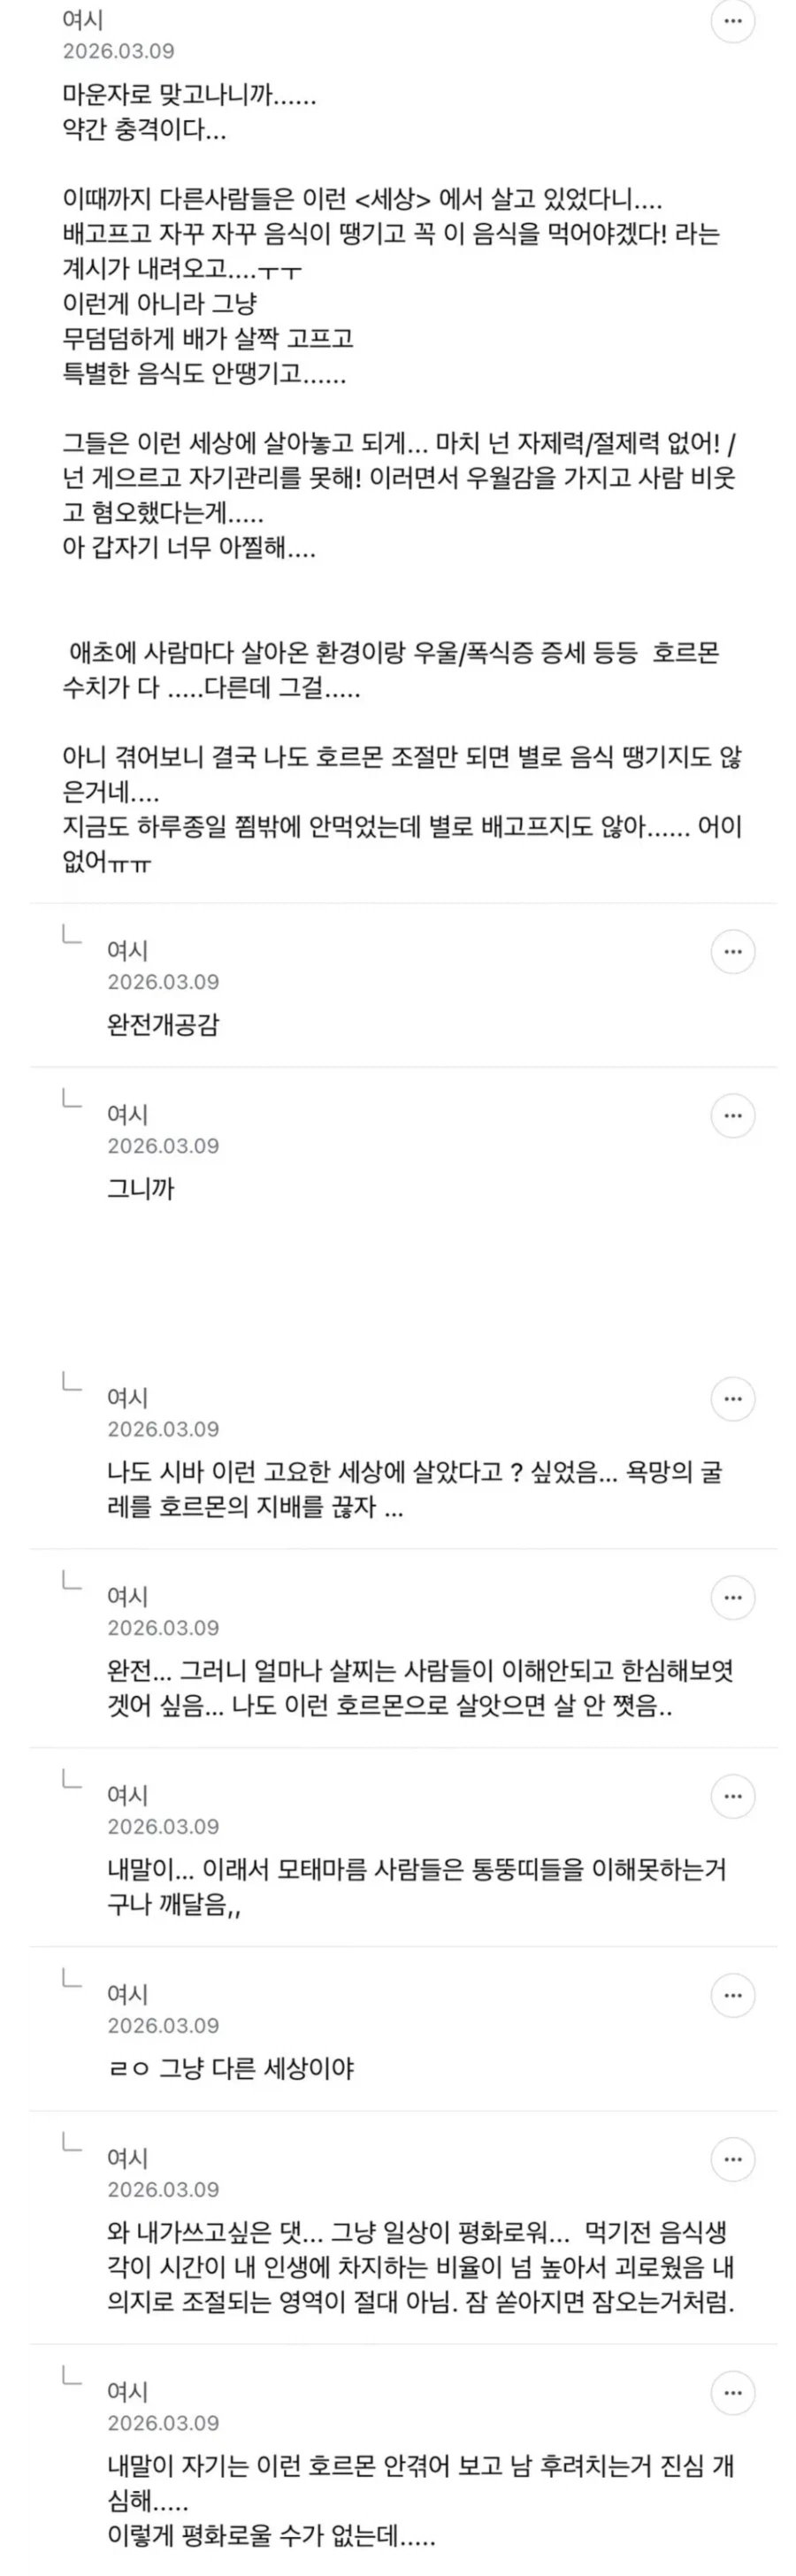 여시
2026.03.09
마운자로 맞고나니까......
약간 충격이다...
이때까지 다른사람들은 이런 <세상> 에서 살고 있었다니....
배고프고 자꾸 자꾸 음식이 땡기고 꼭 이 음식을 먹어야겠다! 라는
계시가 내려오고....ㅜㅜ
이런게 아니라 그냥
무덤덤하게 배가 살짝 고프고
특별한 음식도 안땡기고......
그들은 이런 세상에 살아놓고 되게... 마치 넌 자제력/절제력 없어! /
넌 게으르고 자기관리를 못해! 이러면서 우월감을 가지고 사람 비웃
고 혐오했다는게.....
아 갑자기 너무 아찔해....
애초에 사람마다 살아온 환경이랑 우울/폭식증 증세 등등  호르몬
수치가 다 .....다른데 그걸.....
아니 겪어보니 결국 나도 호르몬 조절만 되면 별로 음식 땡기지도 않
은거네....
지금도 하루종일 찜밖에 안먹었는데 별로 배고프지도 않아...... 어이
없어ㅠㅠ
여시
2026.03.09
완전개공감
여시
2026.03.09
그니까
여시
2026.03.09
나도 시바 이런 고요한 세상에 살았다고 ? 싶었음... 욕망의 굴
레를 호르몬의 지배를 끊자 ...
여시
2026.03.09
완전... 그러니 얼마나 살찌는 사람들이 이해안되고 한심해보엿
겟어 싶음... 나도 이런 호르몬으로 살앗으면 살 안 쪗음..
여시
2026.03.09
내말이... 이래서 모태마름 사람들은 통뚱띠들을 이해못하는거
구나 깨달음,,
여시
2026.03.09
ㄹㅇ 그냥 다른 세상이야
여시
2026.03.09
와 내가쓰고싶은 댓... 그냥 일상이 평화로워...  먹기전 음식생
각이 시간이 내 인생에 차지하는 비율이 넘 높아서 괴로웠음 내
의지로 조절되는 영역이 절대 아님. 잠 쏟아지면 잠오는거처럼.
여시
2026.03.09
내말이 자기는 이런 호르몬 안겪어 보고 남 후려치는거 진심 개
심해.....
이렇게 평화로울 수가 없는데.....